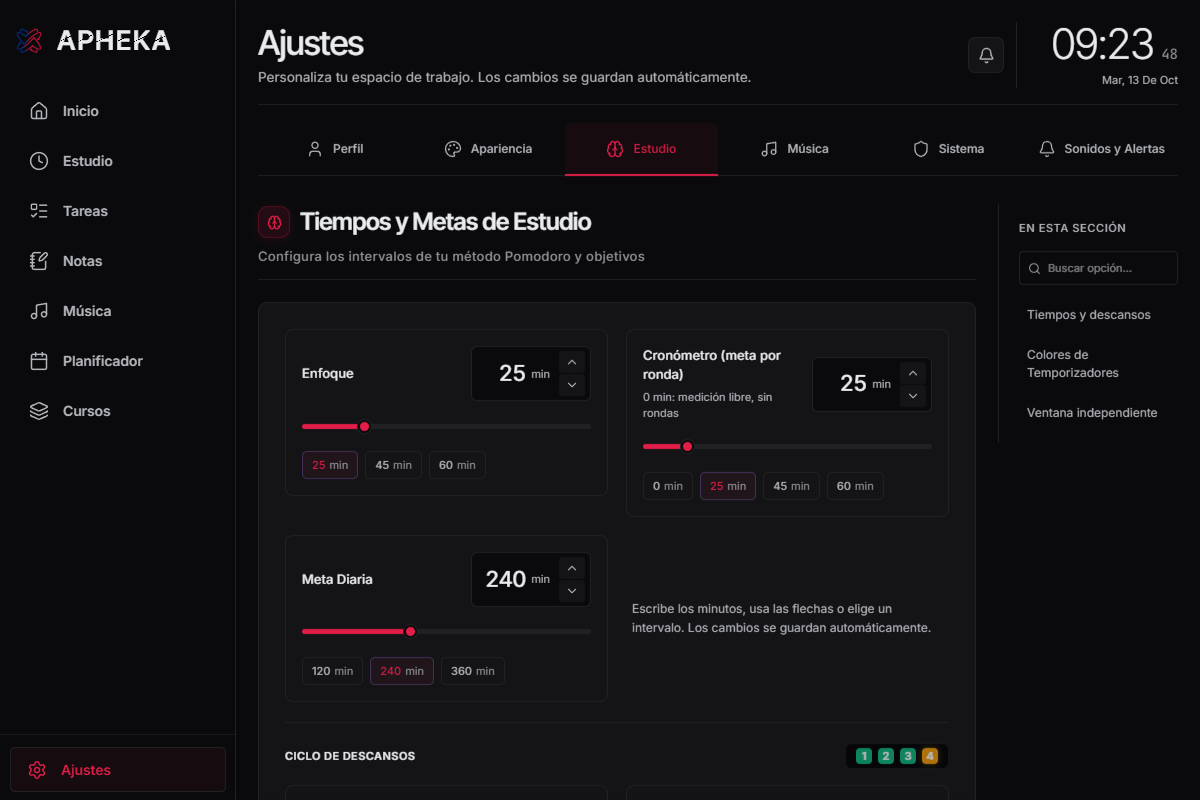 APHEKA
Inicio
Estudio
Tareas
Notas
Música
Planificador
Cursos
Ajustes
Ajustes
Personaliza tu espacio de trabajo. Los cambios se guardan automáticamente.
09:23 48
Mar, 13 De Oct
Perfil
Apariencia
Estudio
Música
Sistema
Sonidos y Alertas
Tiempos y Metas de Estudio
Configura los intervalos de tu método Pomodoro y objetivos
Enfoque
25 min
25 min
45 min
60 min
Cronómetro (meta por
ronda)
0 min: medición libre, sin
rondas
25 min
0 min
25 min
45 min
60 min
Meta Diaria
240 min
120 min
240 min
360 min
Escribe los minutos, usa las flechas o elige un
intervalo. Los cambios se guardan automáticamente.
CICLO DE DESCANSOS
1 2 3 4
EN ESTA SECCIÓN
Buscar opción...
Tiempos y descansos
Colores de
Temporizadores
Ventana independiente